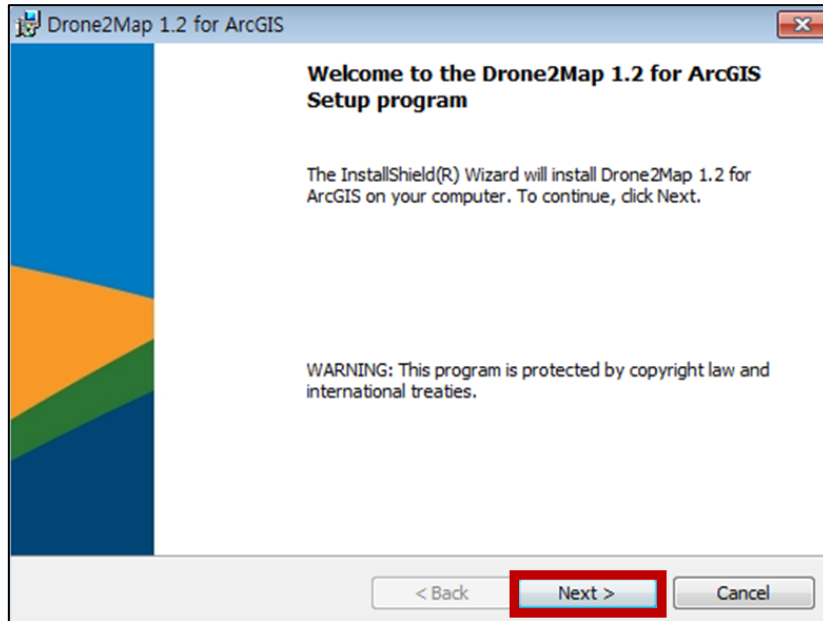 Drone2Map 1.2 for ArcGIS
Welcome to the Drone2Map 1.2 for ArcGIS
Setup program
The InstallShield(R) Wizard will install Drone2Map 1.2 for
ArcGIS on your computer. To continue, click Next.
WARNING: This program is protected by copyright law and
international treaties.
< Back Next > Cancel